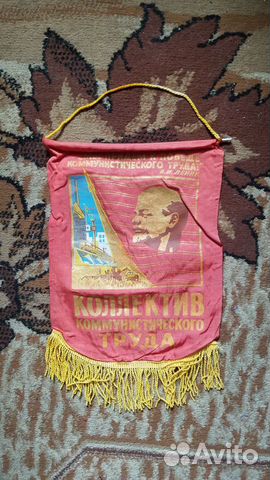 КОММУНИСТИЧЕСКОГО ТРУДА!
В.И. ЛЕНИН
КОЛЛЕКТИВ
КОММУНИСТИЧЕСКОГО
ТРУДА
Avito